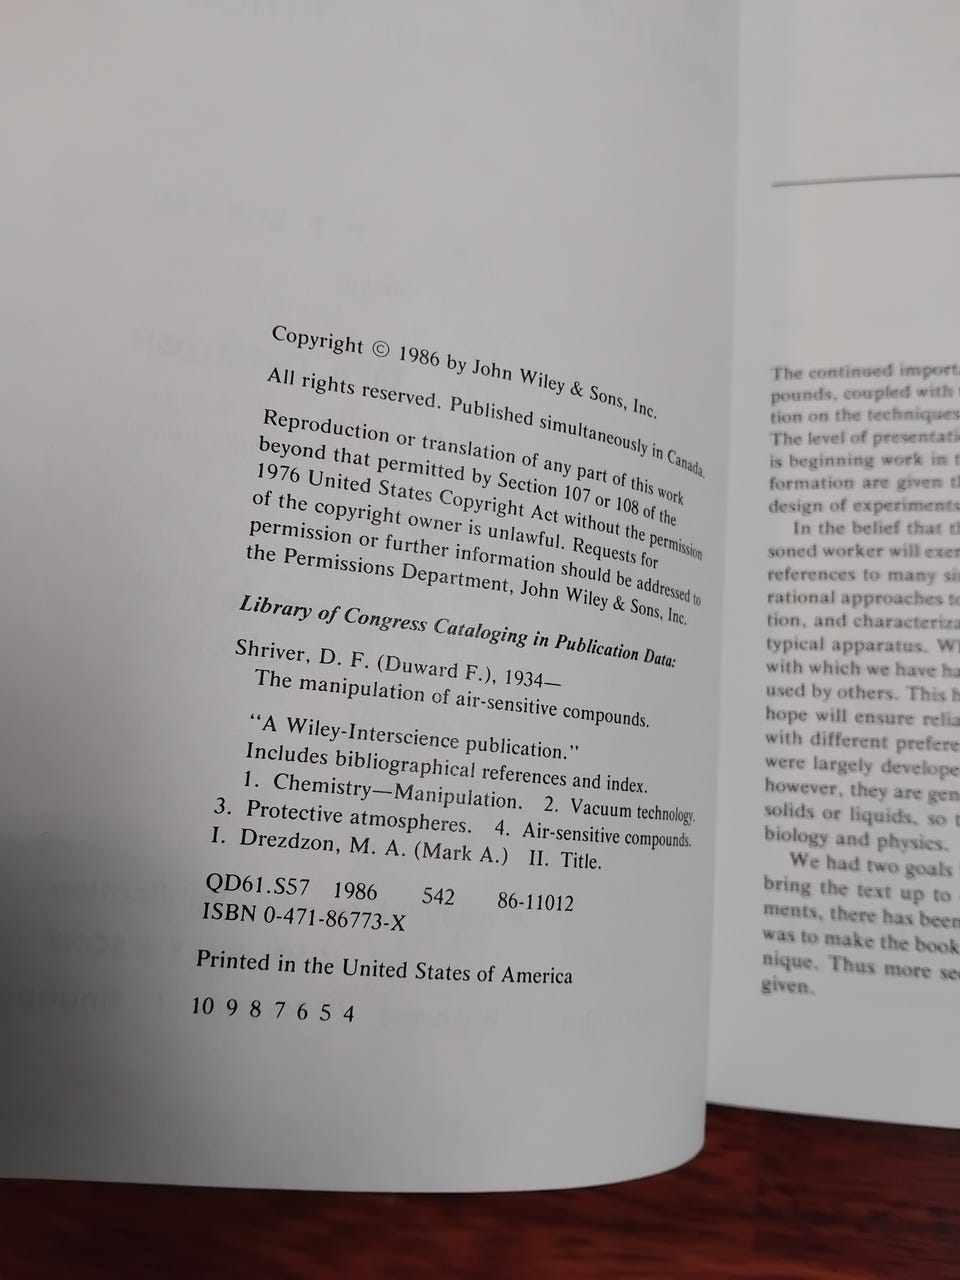 Copyright © 1986 by John Wiley & Sons, Inc.
All rights reserved. Published simultaneously in Canada.
Reproduction or translation of any part of this work
beyond that permitted by Section 107 or 108 of the
1976 United States Copyright Act without the permission
of the copyright owner is unlawful. Requests for
permission or further information should be addressed to
the Permissions Department, John Wiley & Sons, Inc.
Library of Congress Cataloging in Publication Data:
Shriver, D. F. (Duward F.), 1934—
The manipulation of air-sensitive compounds.
“A Wiley-Interscience publication.”
Includes bibliographical references and index.
1. Chemistry—Manipulation. 2. Vacuum technology.
3. Protective atmospheres. 4. Air-sensitive compounds.
I. Drezdzon, M. A. (Mark A.) II. Title.
QD61.S57 1986 542 86-11012
ISBN 0-471-86773-X
Printed in the United States of America
10 9 8 7 6 5 4
The continued
pounds, coupled with
tion on the techniques
The level of
is beginning work in
formation are given
design of experiments
In the belief that
soned worker will
references to many
rational approaches
tion, and
typical apparatus.
with which we have
used by others. This
hope will ensure
with different
were largely
however, they are
solids or liquids, so
biology and physics.
We had two goals
bring the text up to
ments, there has been
was to make the book
nique. Thus more
given.